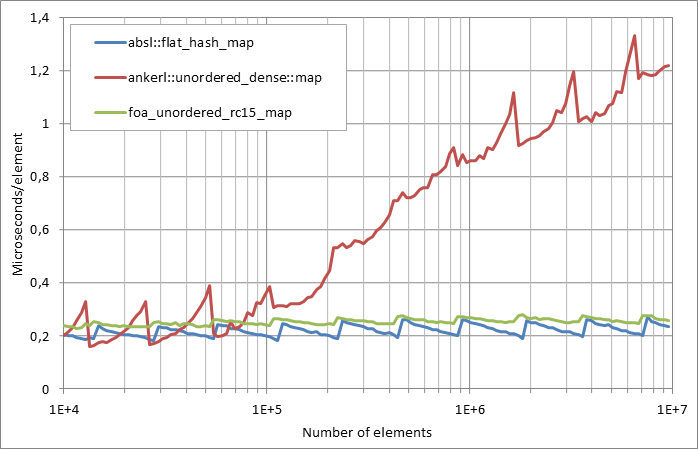 1,4
1,2
1
0,8
0,6
0,4
0,2
0
Microseconds/element
absl::flat_hash_map
ankerl::unordered_dense::map
foa_unordered_rc15_map
1E+4 1E+5 1E+6 1E+7
Number of elements